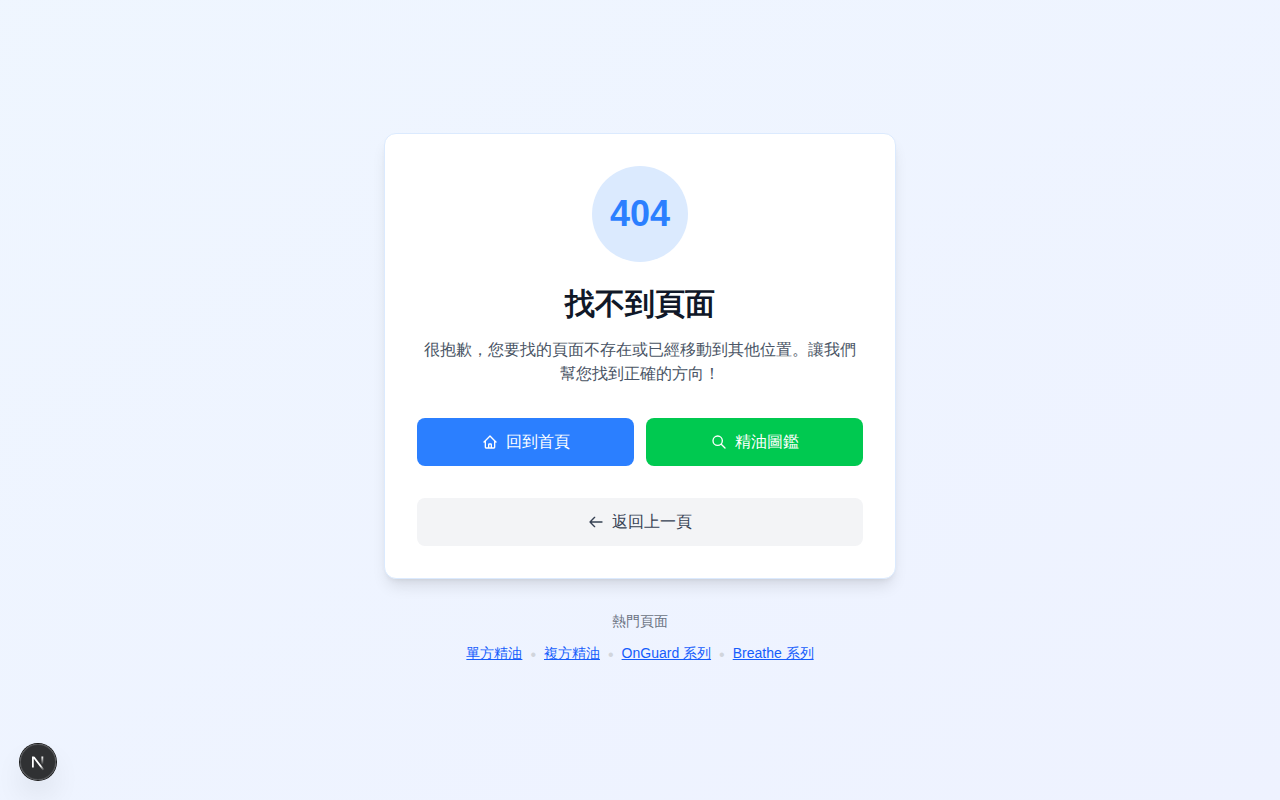 404
找不到頁面
很抱歉，您要找的頁面不存在或已經移動到其他位置。讓我們
幫您找到正確的方向！
回到首頁
精油圖鑑
返回上一頁
熱門頁面
單方精油 • 複方精油 • OnGuard 系列 • Breathe 系列
N